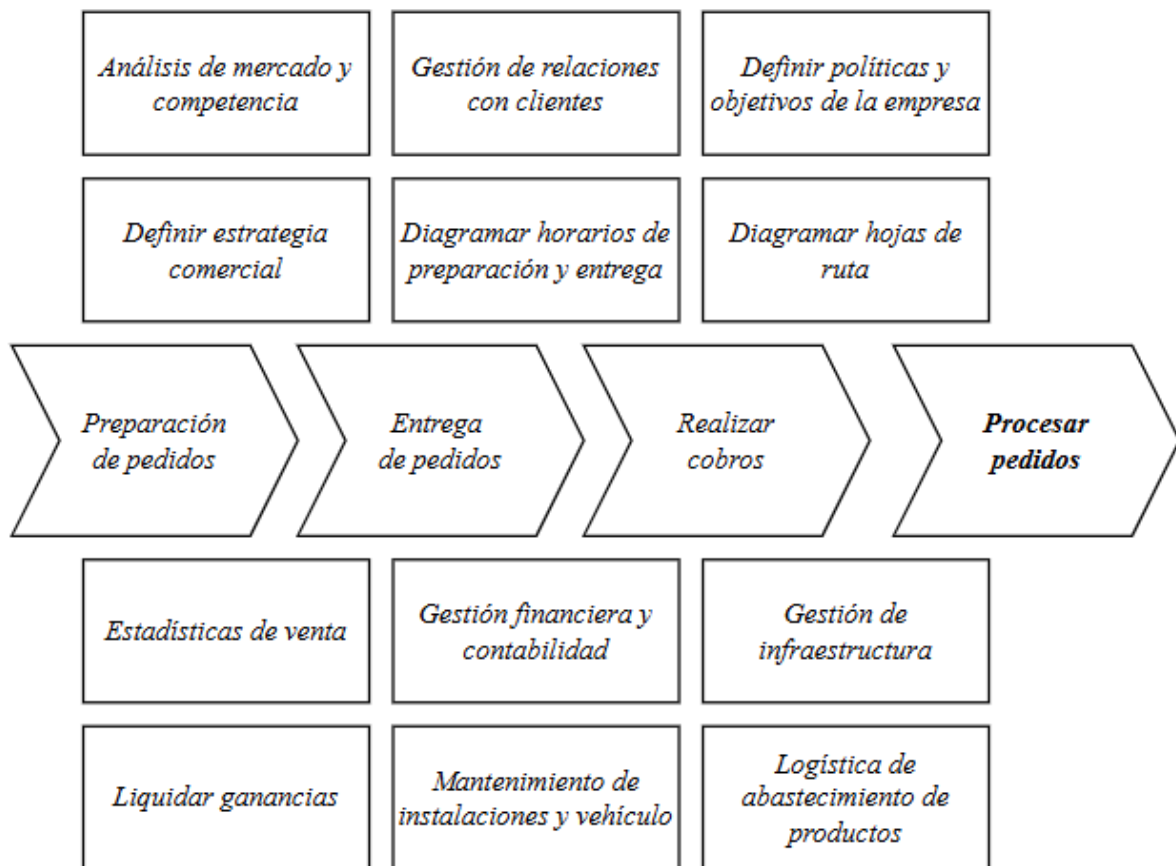 Análisis de mercado y
competencia
Gestión de relaciones
con clientes
Definir políticas y
objetivos de la empresa
Definir estrategia
comercial
Diagramar horarios de
preparación y entrega
Diagramar hojas de
ruta
Preparación
de pedidos
Entrega
de pedidos
Realizar
cobros
Procesar
pedidos
Estadísticas de venta
Gestión financiera y
contabilidad
Gestión de
infraestructura
Liquidar ganancias
Mantenimiento de
instalaciones y vehículo
Logística de
abastecimiento de
productos